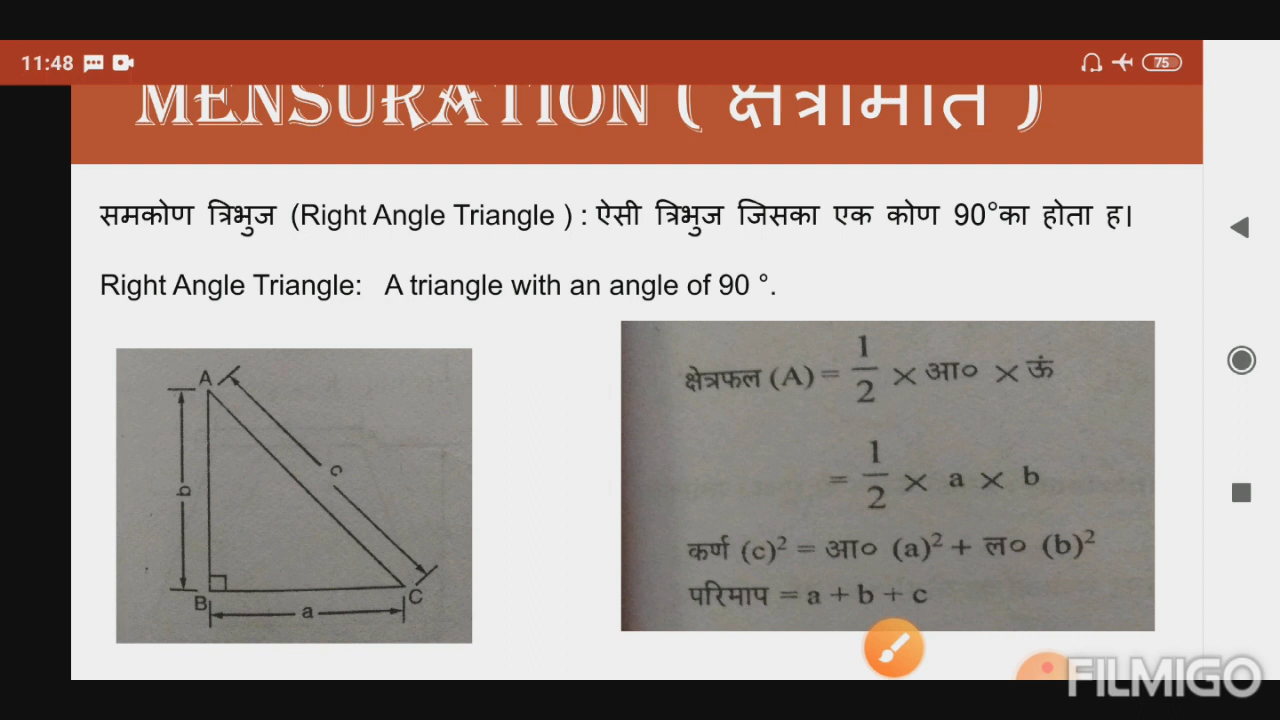 11:48
75
MENSURATION ( क्षेत्रमिति )
समकोण त्रिभुज (Right Angle Triangle ) : ऐसी त्रिभुज जिसका एक कोण 90°का होता ह।
Right Angle Triangle: A triangle with an angle of 90 °.
A
c
b
B
a
C
क्षेत्रफल (A) = 1/2 × आ० × ऊं
= 1/2 × a × b
कर्ण (c)² = आ० (a)² + ल० (b)²
परिमाप = a + b + c
FILMIGO